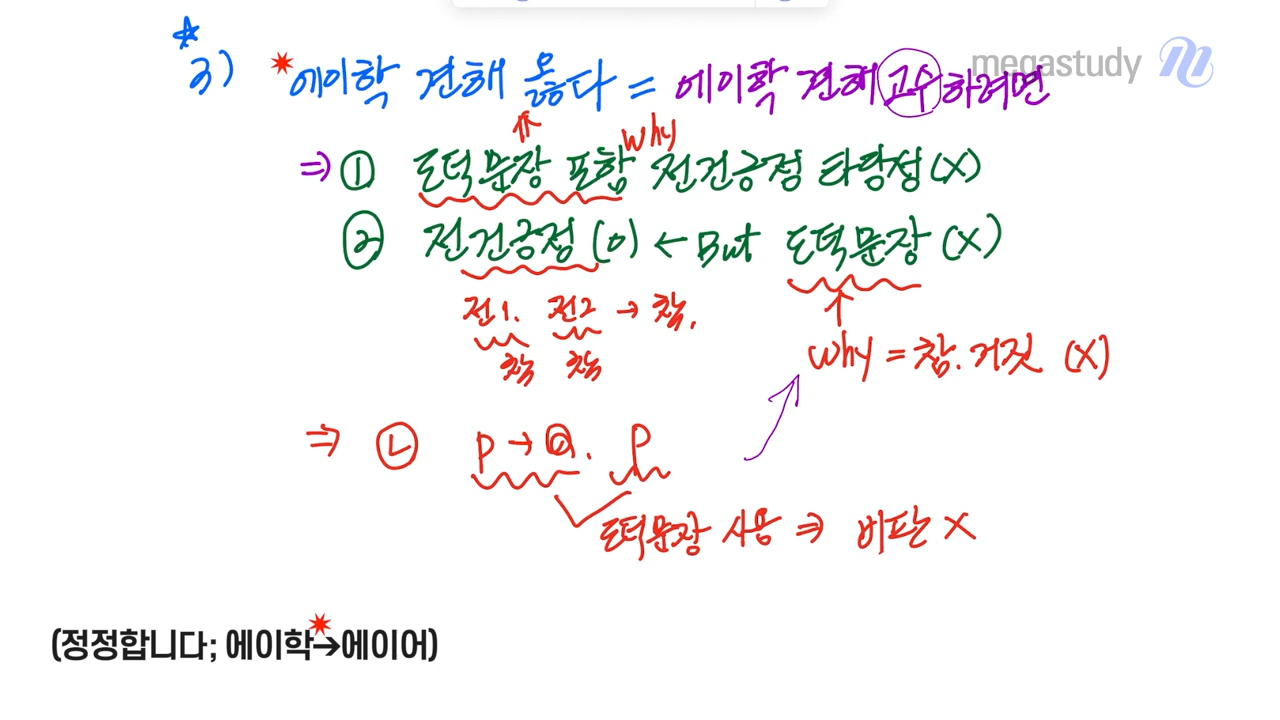 megastudy
☆
3) 에이학 견해 옳다 = 에이학 견해 고수하려면
why
⇒ ① 도덕문장 포함 전건긍정 타당성(X)
② 전건긍정 (O) ← But 도덕문장 (X)
전1. 전2 → 참.
참 참
why = 참.거짓 (X)
⇒ ㉡ P → Q. P
도덕문장 사용 ⇒ 비판 X
(정정합니다; 에이학→에이어)